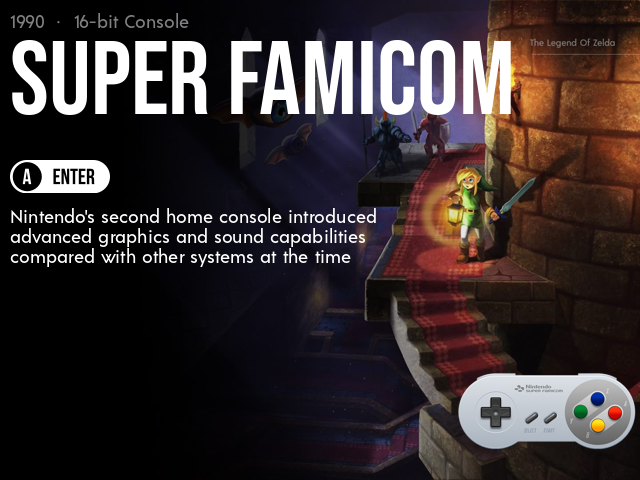 1990 · 16-bit Console
SUPER FAMICOM
The Legend Of Zelda
A ENTER
Nintendo's second home console introduced
advanced graphics and sound capabilities
compared with other systems at the time
Nintendo
SUPER FAMICOM
SELECT START